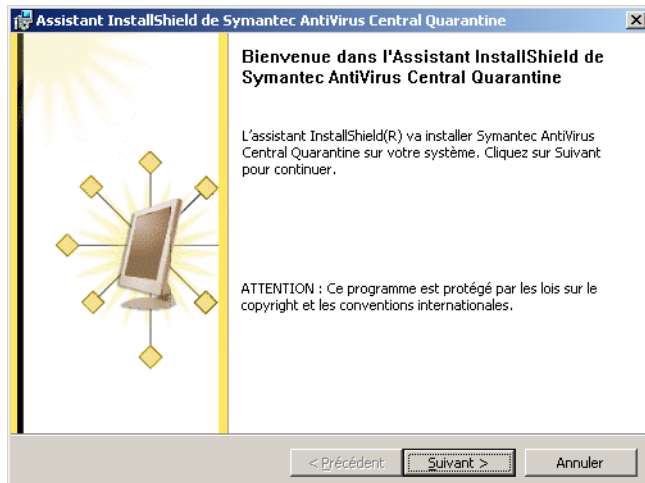 Assistant InstallShield de Symantec AntiVirus Central Quarantine
Bienvenue dans l'Assistant InstallShield de
Symantec AntiVirus Central Quarantine
L'assistant InstallShield(R) va installer Symantec AntiVirus
Central Quarantine sur votre système. Cliquez sur Suivant
pour continuer.
ATTENTION : Ce programme est protégé par les lois sur le
copyright et les conventions internationales.
< Précédent Suivant > Annuler